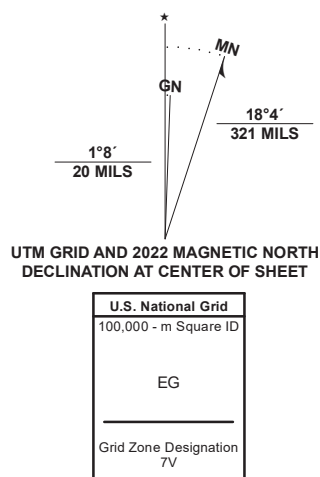 ★
MN
GN
18°4´
321 MILS
1°8´
20 MILS
UTM GRID AND 2022 MAGNETIC NORTH
DECLINATION AT CENTER OF SHEET
U.S. National Grid
100,000 - m Square ID
EG
Grid Zone Designation
7V